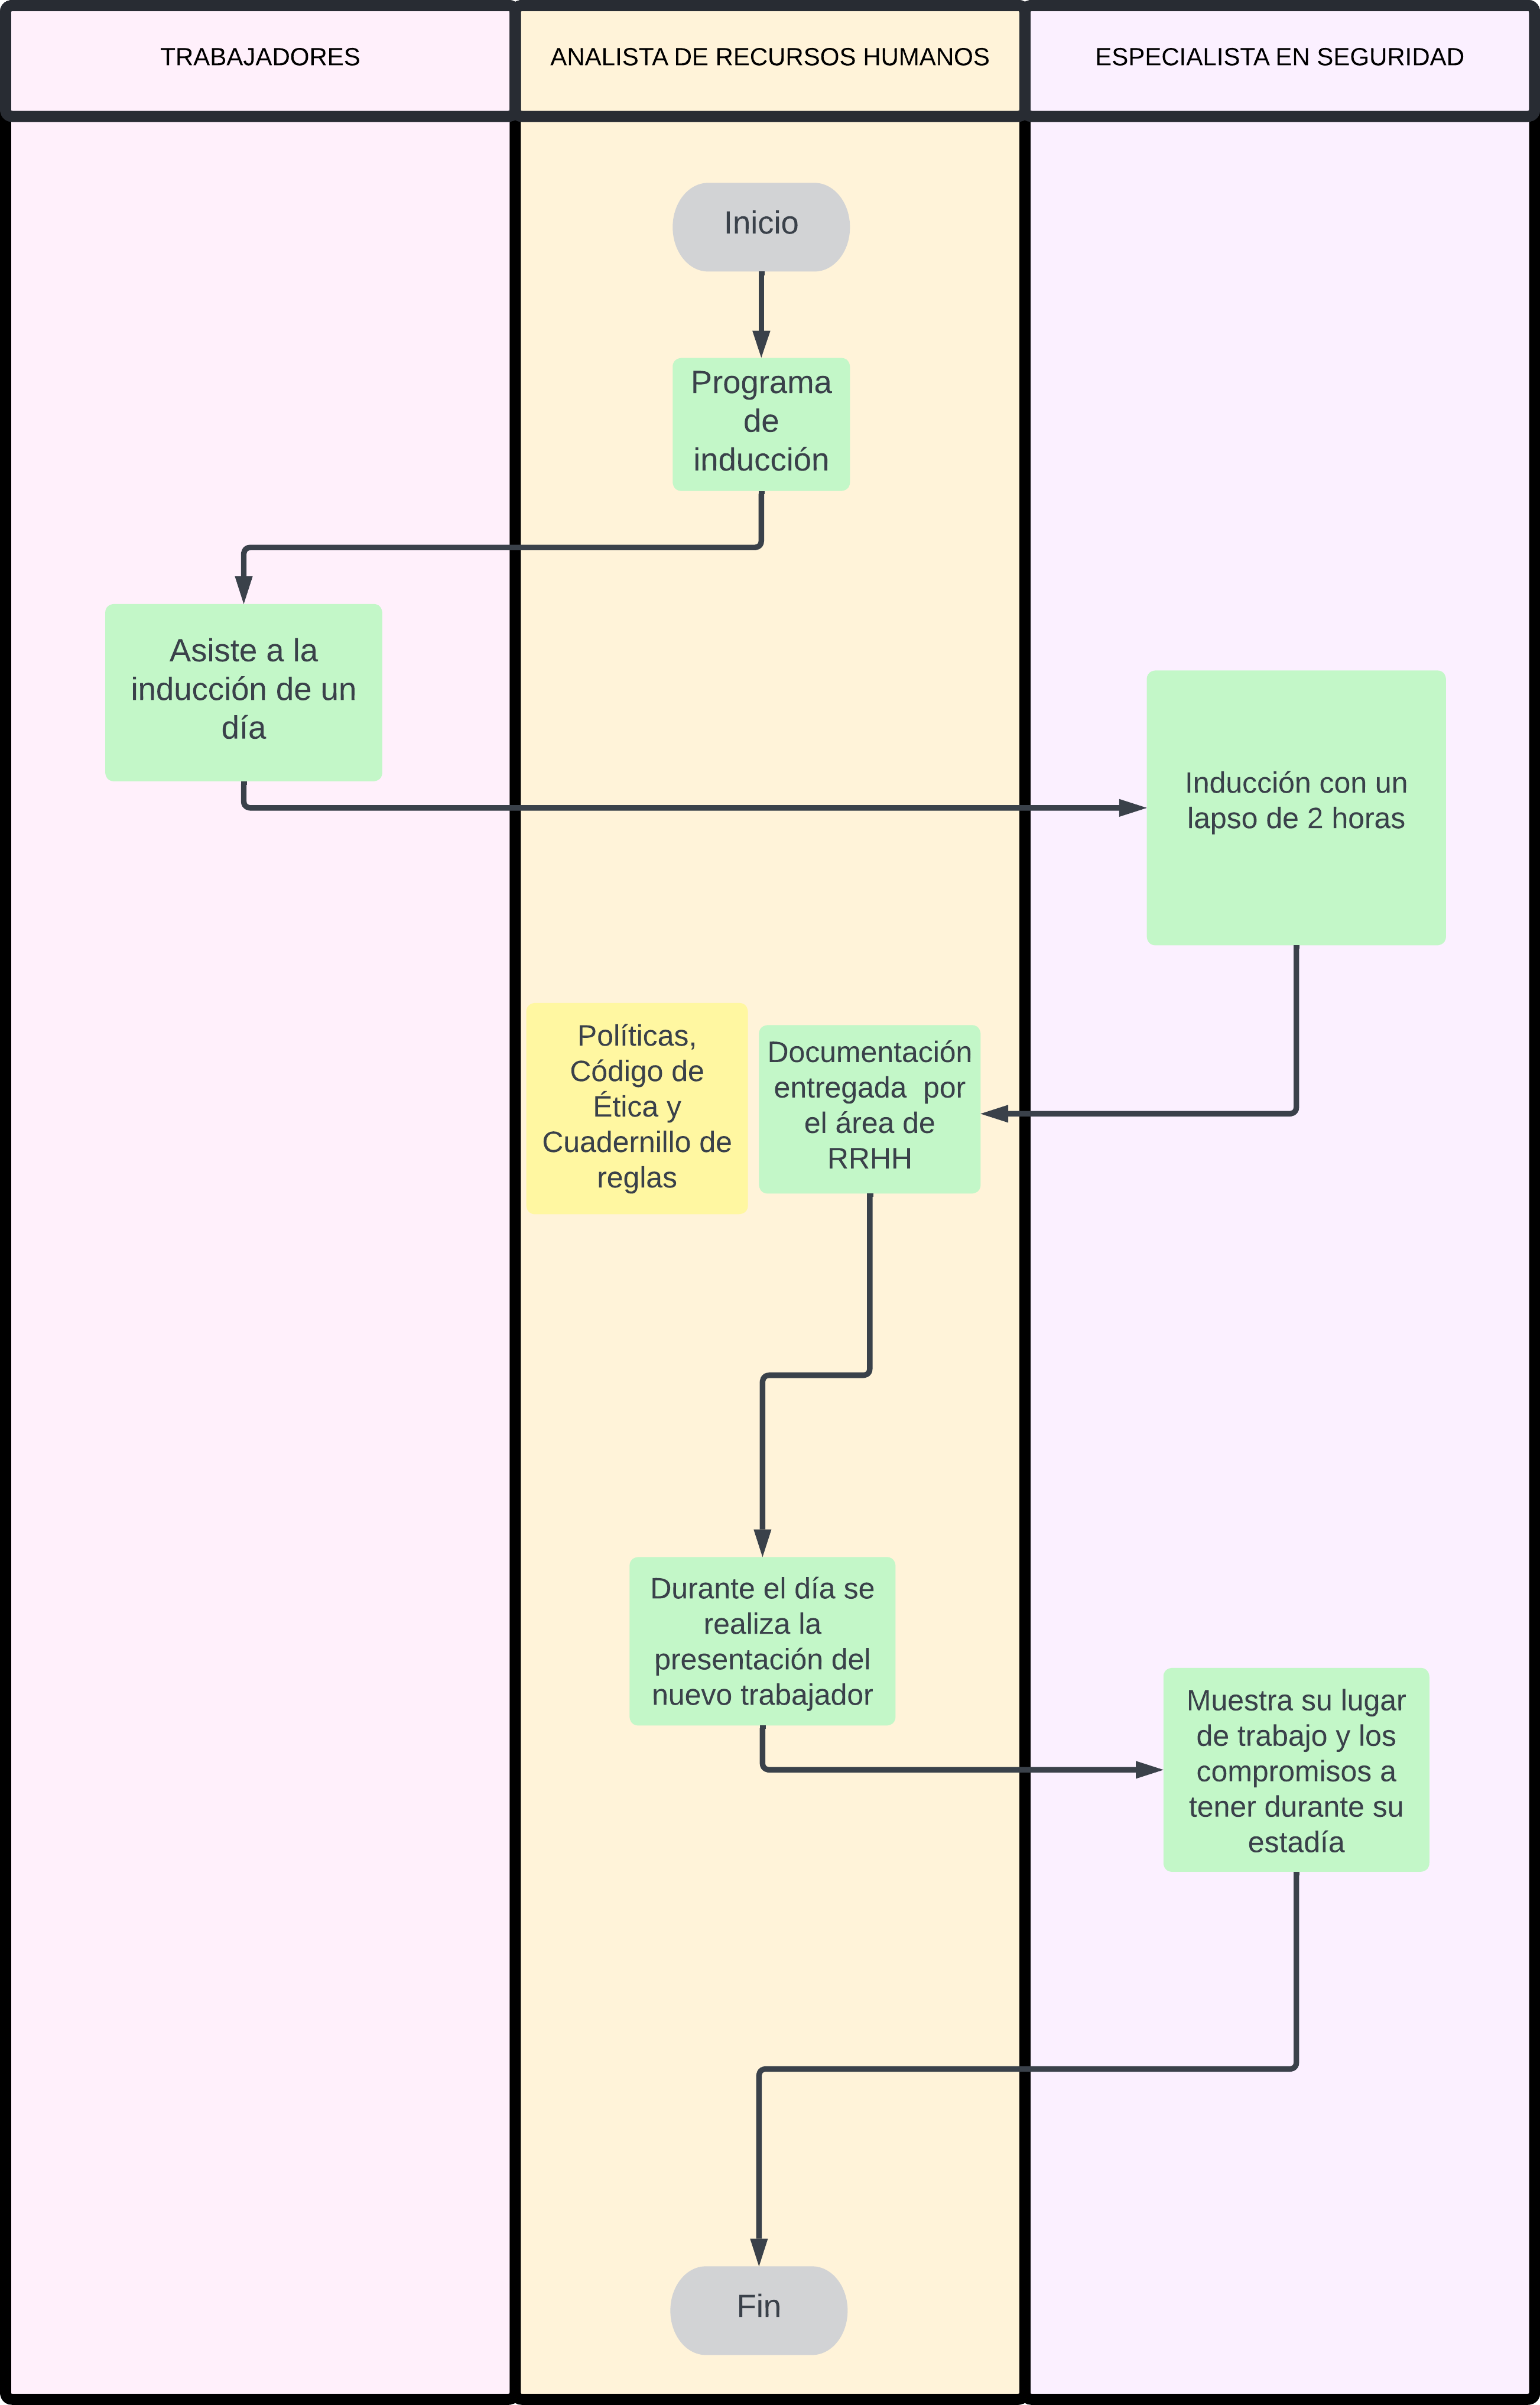 TRABAJADORES
ANALISTA DE RECURSOS HUMANOS
ESPECIALISTA EN SEGURIDAD
Inicio
Programa
de
inducción
Asiste a la
inducción de un
día
Inducción con un
lapso de 2 horas
Políticas,
Código de
Ética y
Cuadernillo de
reglas
Documentación
entregada  por
el área de
RRHH
Durante el día se
realiza la
presentación del
nuevo trabajador
Muestra su lugar
de trabajo y los
compromisos a
tener durante su
estadía
Fin